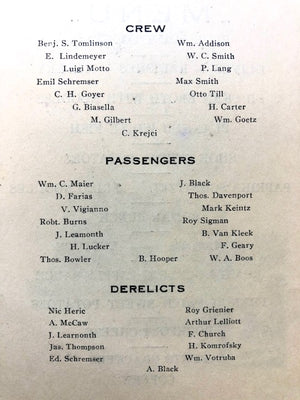 CREW
Benj. S. Tomlinson Wm. Addison
E. Lindemeyer W. C. Smith
Luigi Motto P. Lang
Emil Schremser Max Smith
C. H. Goyer Otto Till
G. Biasella H. Carter
M. Gilbert Wm. Goetz
C. Krejci
PASSENGERS
Wm. C. Maier J. Black
D. Farias Thos. Davenport
V. Vigianno Mark Keintz
Robt. Burns Roy Sigman
J. Leamonth B. Van Kleek
H. Lucker F. Geary
Thos. Bowler B. Hooper W. A. Boos
DERELICTS
Nic Heric Roy Grienier
A. McCaw Arthur Lelliott
J. Learnonth F. Church
Jas. Thompson H. Komrofsky
Ed. Schremser Wm. Votruba
A. Black